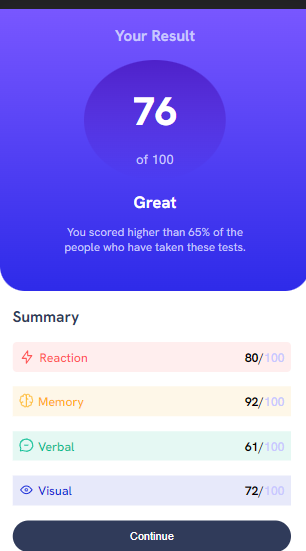 Your Result
76
of 100
Great
You scored higher than 65% of the
people who have taken these tests.
Summary
Reaction 80/100
Memory 92/100
Verbal 61/100
Visual 72/100
Continue